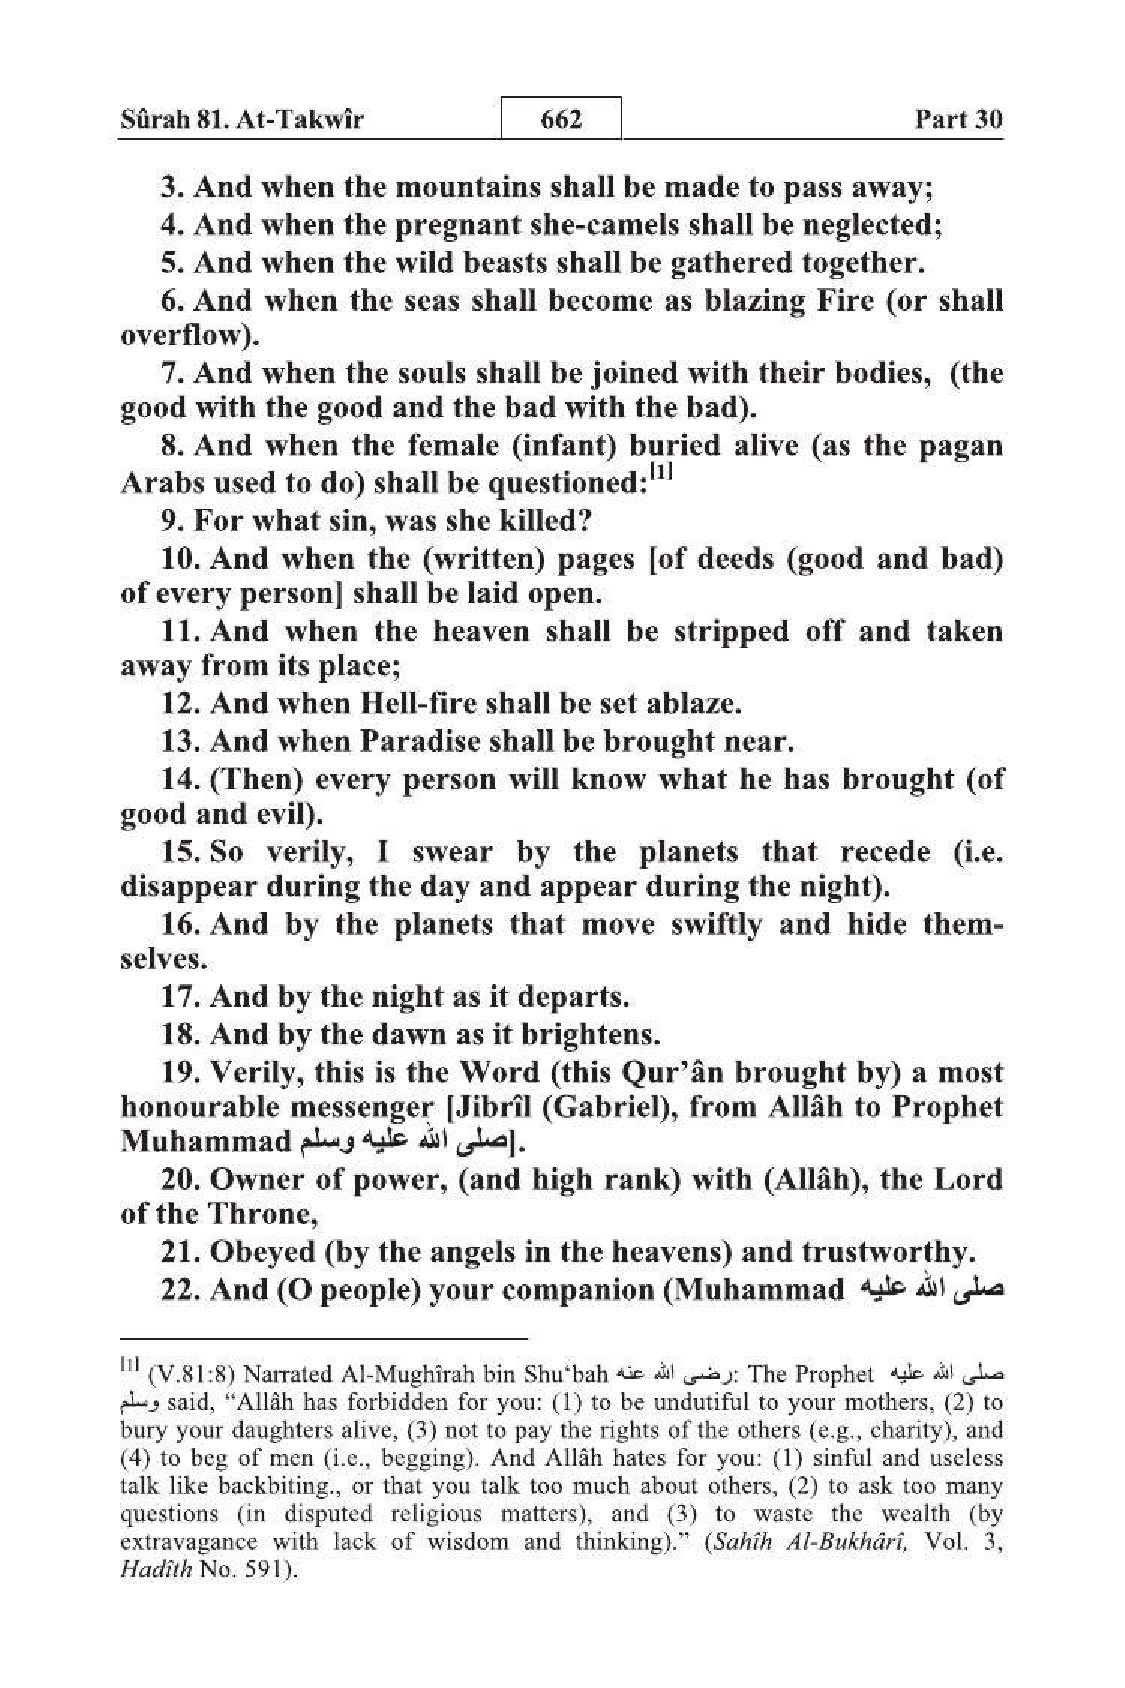 Sûrah 81. At-Takwîr 662 Part 30
3. And when the mountains shall be made to pass away;
4. And when the pregnant she-camels shall be neglected;
5. And when the wild beasts shall be gathered together.
6. And when the seas shall become as blazing Fire (or shall
overflow).
7. And when the souls shall be joined with their bodies, (the
good with the good and the bad with the bad).
8. And when the female (infant) buried alive (as the pagan
Arabs used to do) shall be questioned:[1]
9. For what sin, was she killed?
10. And when the (written) pages [of deeds (good and bad)
of every person] shall be laid open.
11. And when the heaven shall be stripped off and taken
away from its place;
12. And when Hell-fire shall be set ablaze.
13. And when Paradise shall be brought near.
14. (Then) every person will know what he has brought (of
good and evil).
15. So verily, I swear by the planets that recede (i.e.
disappear during the day and appear during the night).
16. And by the planets that move swiftly and hide them-
selves.
17. And by the night as it departs.
18. And by the dawn as it brightens.
19. Verily, this is the Word (this Qur’ân brought by) a most
honourable messenger [Jibrîl (Gabriel), from Allâh to Prophet
Muhammad صلى الله عليه وسلم].
20. Owner of power, (and high rank) with (Allâh), the Lord
of the Throne,
21. Obeyed (by the angels in the heavens) and trustworthy.
22. And (O people) your companion (Muhammad صلى الله عليه
[1] (V.81:8) Narrated Al-Mughîrah bin Shu‘bah رضى الله عنه: The Prophet صلى الله عليه
وسلم said, “Allâh has forbidden for you: (1) to be undutiful to your mothers, (2) to
bury your daughters alive, (3) not to pay the rights of the others (e.g., charity), and
(4) to beg of men (i.e., begging). And Allâh hates for you: (1) sinful and useless
talk like backbiting., or that you talk too much about others, (2) to ask too many
questions (in disputed religious matters), and (3) to waste the wealth (by
extravagance with lack of wisdom and thinking).” (Sahîh Al-Bukhârî, Vol. 3,
Hadîth No. 591).